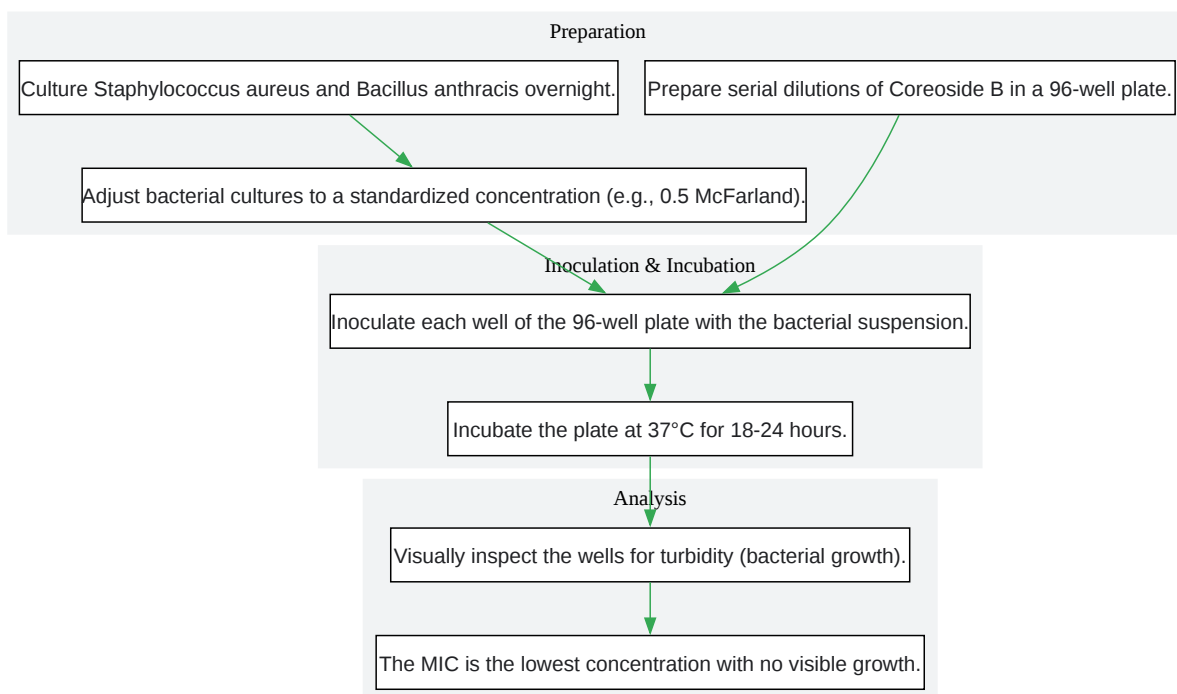 Preparation
Culture Staphylococcus aureus and Bacillus anthracis overnight.
Prepare serial dilutions of Coreoside B in a 96-well plate.
Adjust bacterial cultures to a standardized concentration (e.g., 0.5 McFarland).
Inoculation & Incubation
Inoculate each well of the 96-well plate with the bacterial suspension.
Incubate the plate at 37°C for 18-24 hours.
Analysis
Visually inspect the wells for turbidity (bacterial growth).
The MIC is the lowest concentration with no visible growth.